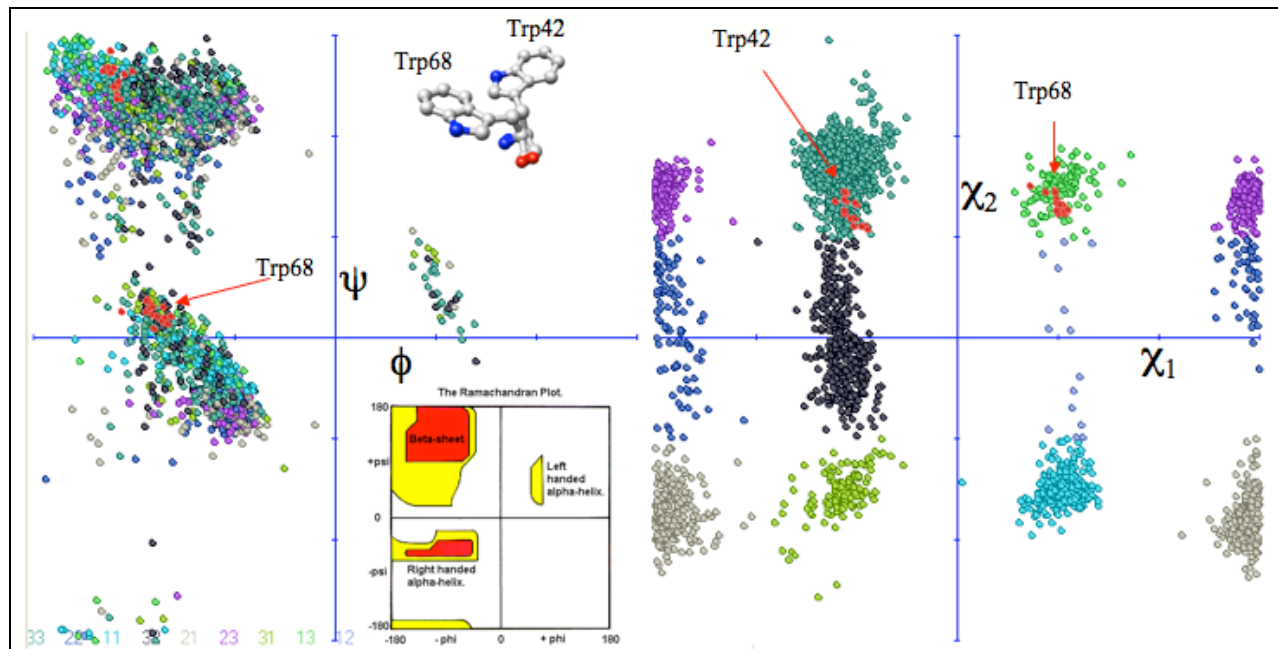 Trp42
Trp68
Trp68
ψ
ϕ
The Ramachandran Plot.
180
Beta-sheet
+psi
Left
handed
alpha-helix.
0
-psi
Right handed
alpha-helix.
-180
-180 -phi 0 + phi 180
33 22 11 32 21 23 31 13 12
Trp42
Trp68
χ2
χ1